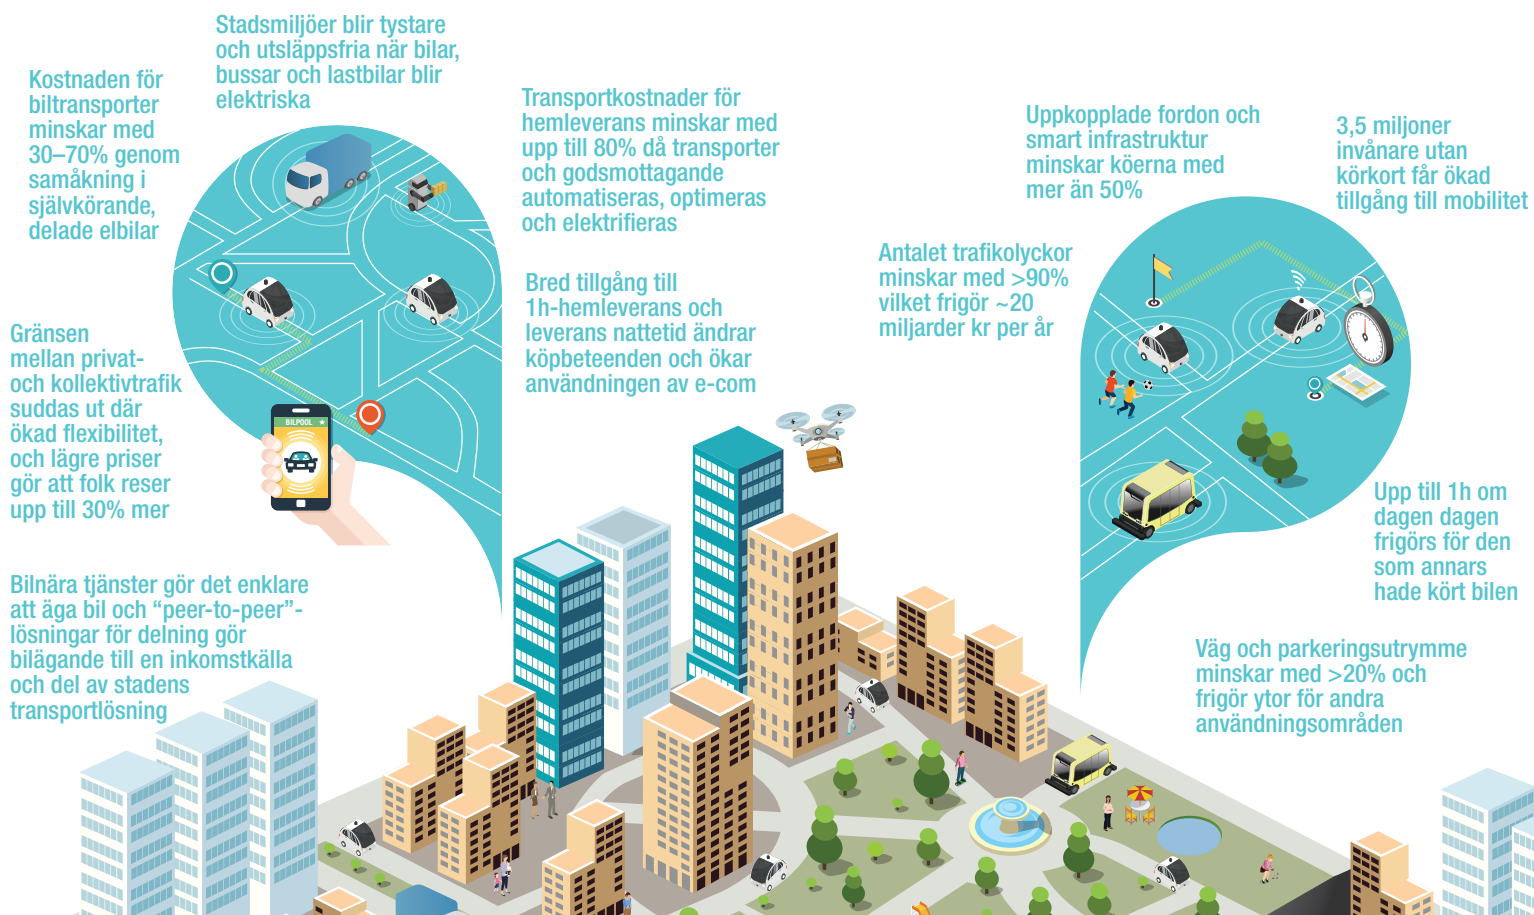 Stadsmiljöer blir tystare
och utsläppsfria när bilar,
bussar och lastbilar blir
elektriska
Kostnaden för
biltransporter
minskar med
30–70% genom
samåkning i
självkörande,
delade elbilar
Transportkostnader för
hemleverans minskar med
upp till 80% då transporter
och godsmottagande
automatiseras, optimeras
och elektrifieras
Uppkopplade fordon och
smart infrastruktur
minskar köerna med
mer än 50%
3,5 miljoner
invånare utan
körkort får ökad
tillgång till mobilitet
Antalet trafikolyckor
minskar med >90%
vilket frigör ~20
miljarder kr per år
Bred tillgång till
1h-hemleverans och
leverans nattetid ändrar
köpbeteenden och ökar
användningen av e-com
Gränsen
mellan privat-
och kollektivtrafik
suddas ut där
ökad flexibilitet,
och lägre priser
gör att folk reser
upp till 30% mer
BILPOOL
Upp till 1h om
dagen dagen
frigörs för den
som annars
hade kört bilen
Bilnära tjänster gör det enklare
att äga bil och “peer-to-peer”-
lösningar för delning gör
bilägande till en inkomstkälla
och del av stadens
transportlösning
Väg och parkeringsutrymme
minskar med >20% och
frigör ytor för andra
användningsområden